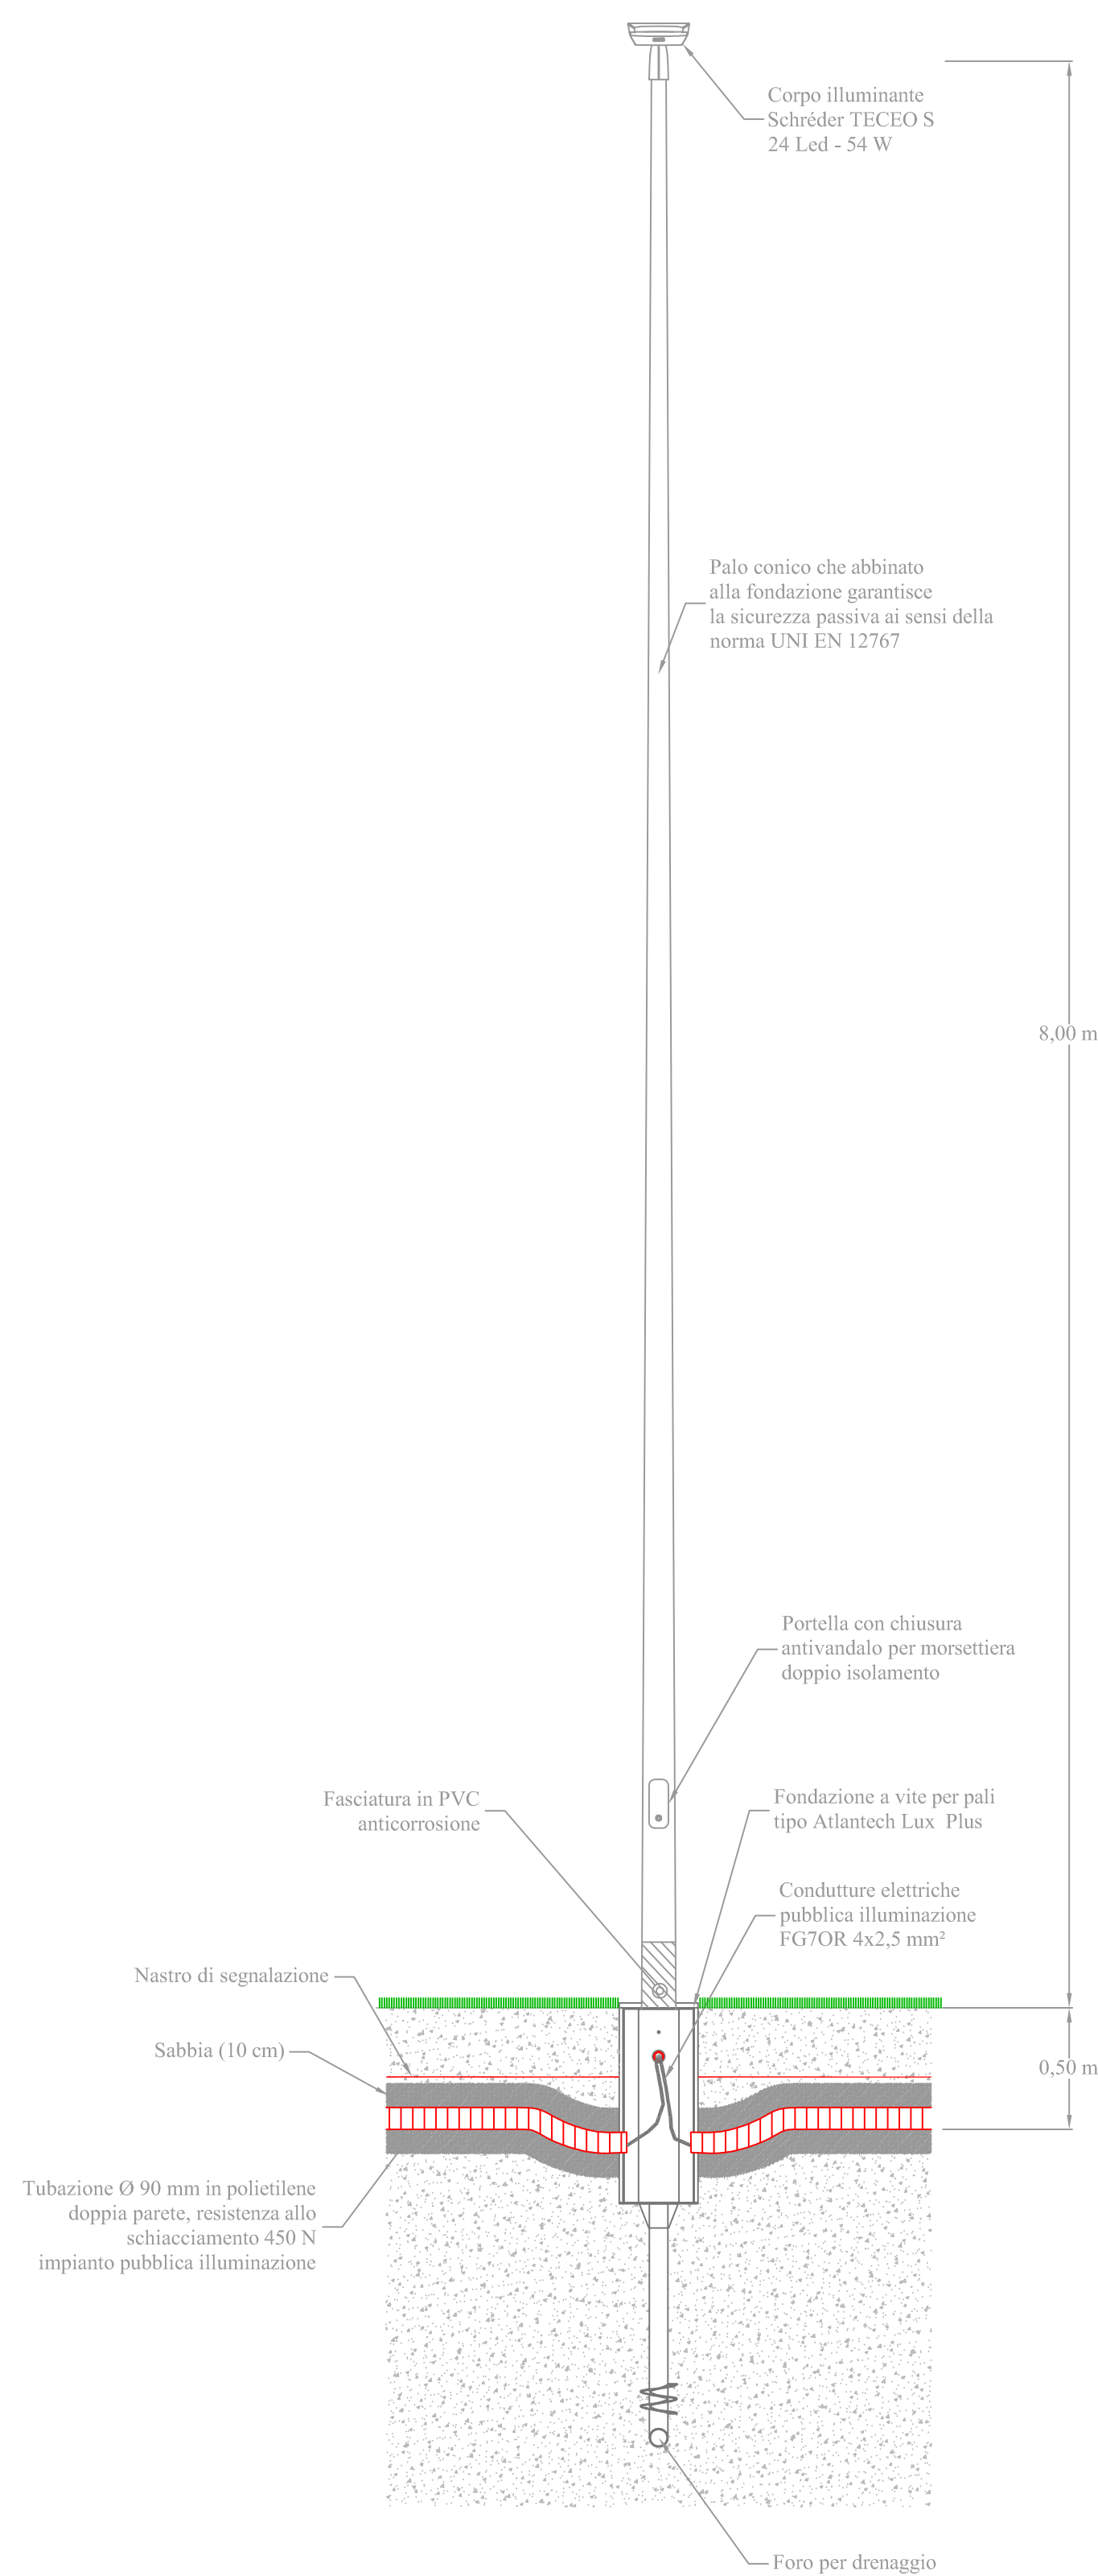 Corpo illuminante
Schréder TECEO S
24 Led - 54 W
Palo conico che abbinato
alla fondazione garantisce
la sicurezza passiva ai sensi della
norma UNI EN 12767
8,00 m
Portella con chiusura
antivandalo per morsettiera
doppio isolamento
Fasciatura in PVC
anticorrosione
Fondazione a vite per pali
tipo Atlantech Lux Plus
Condutture elettriche
pubblica illuminazione
FG7OR 4x2,5 mm²
Nastro di segnalazione
Sabbia (10 cm)
0,50 m
Tubazione Ø 90 mm in polietilene
doppia parete, resistenza allo
schiacciamento 450 N
impianto pubblica illuminazione
Foro per drenaggio